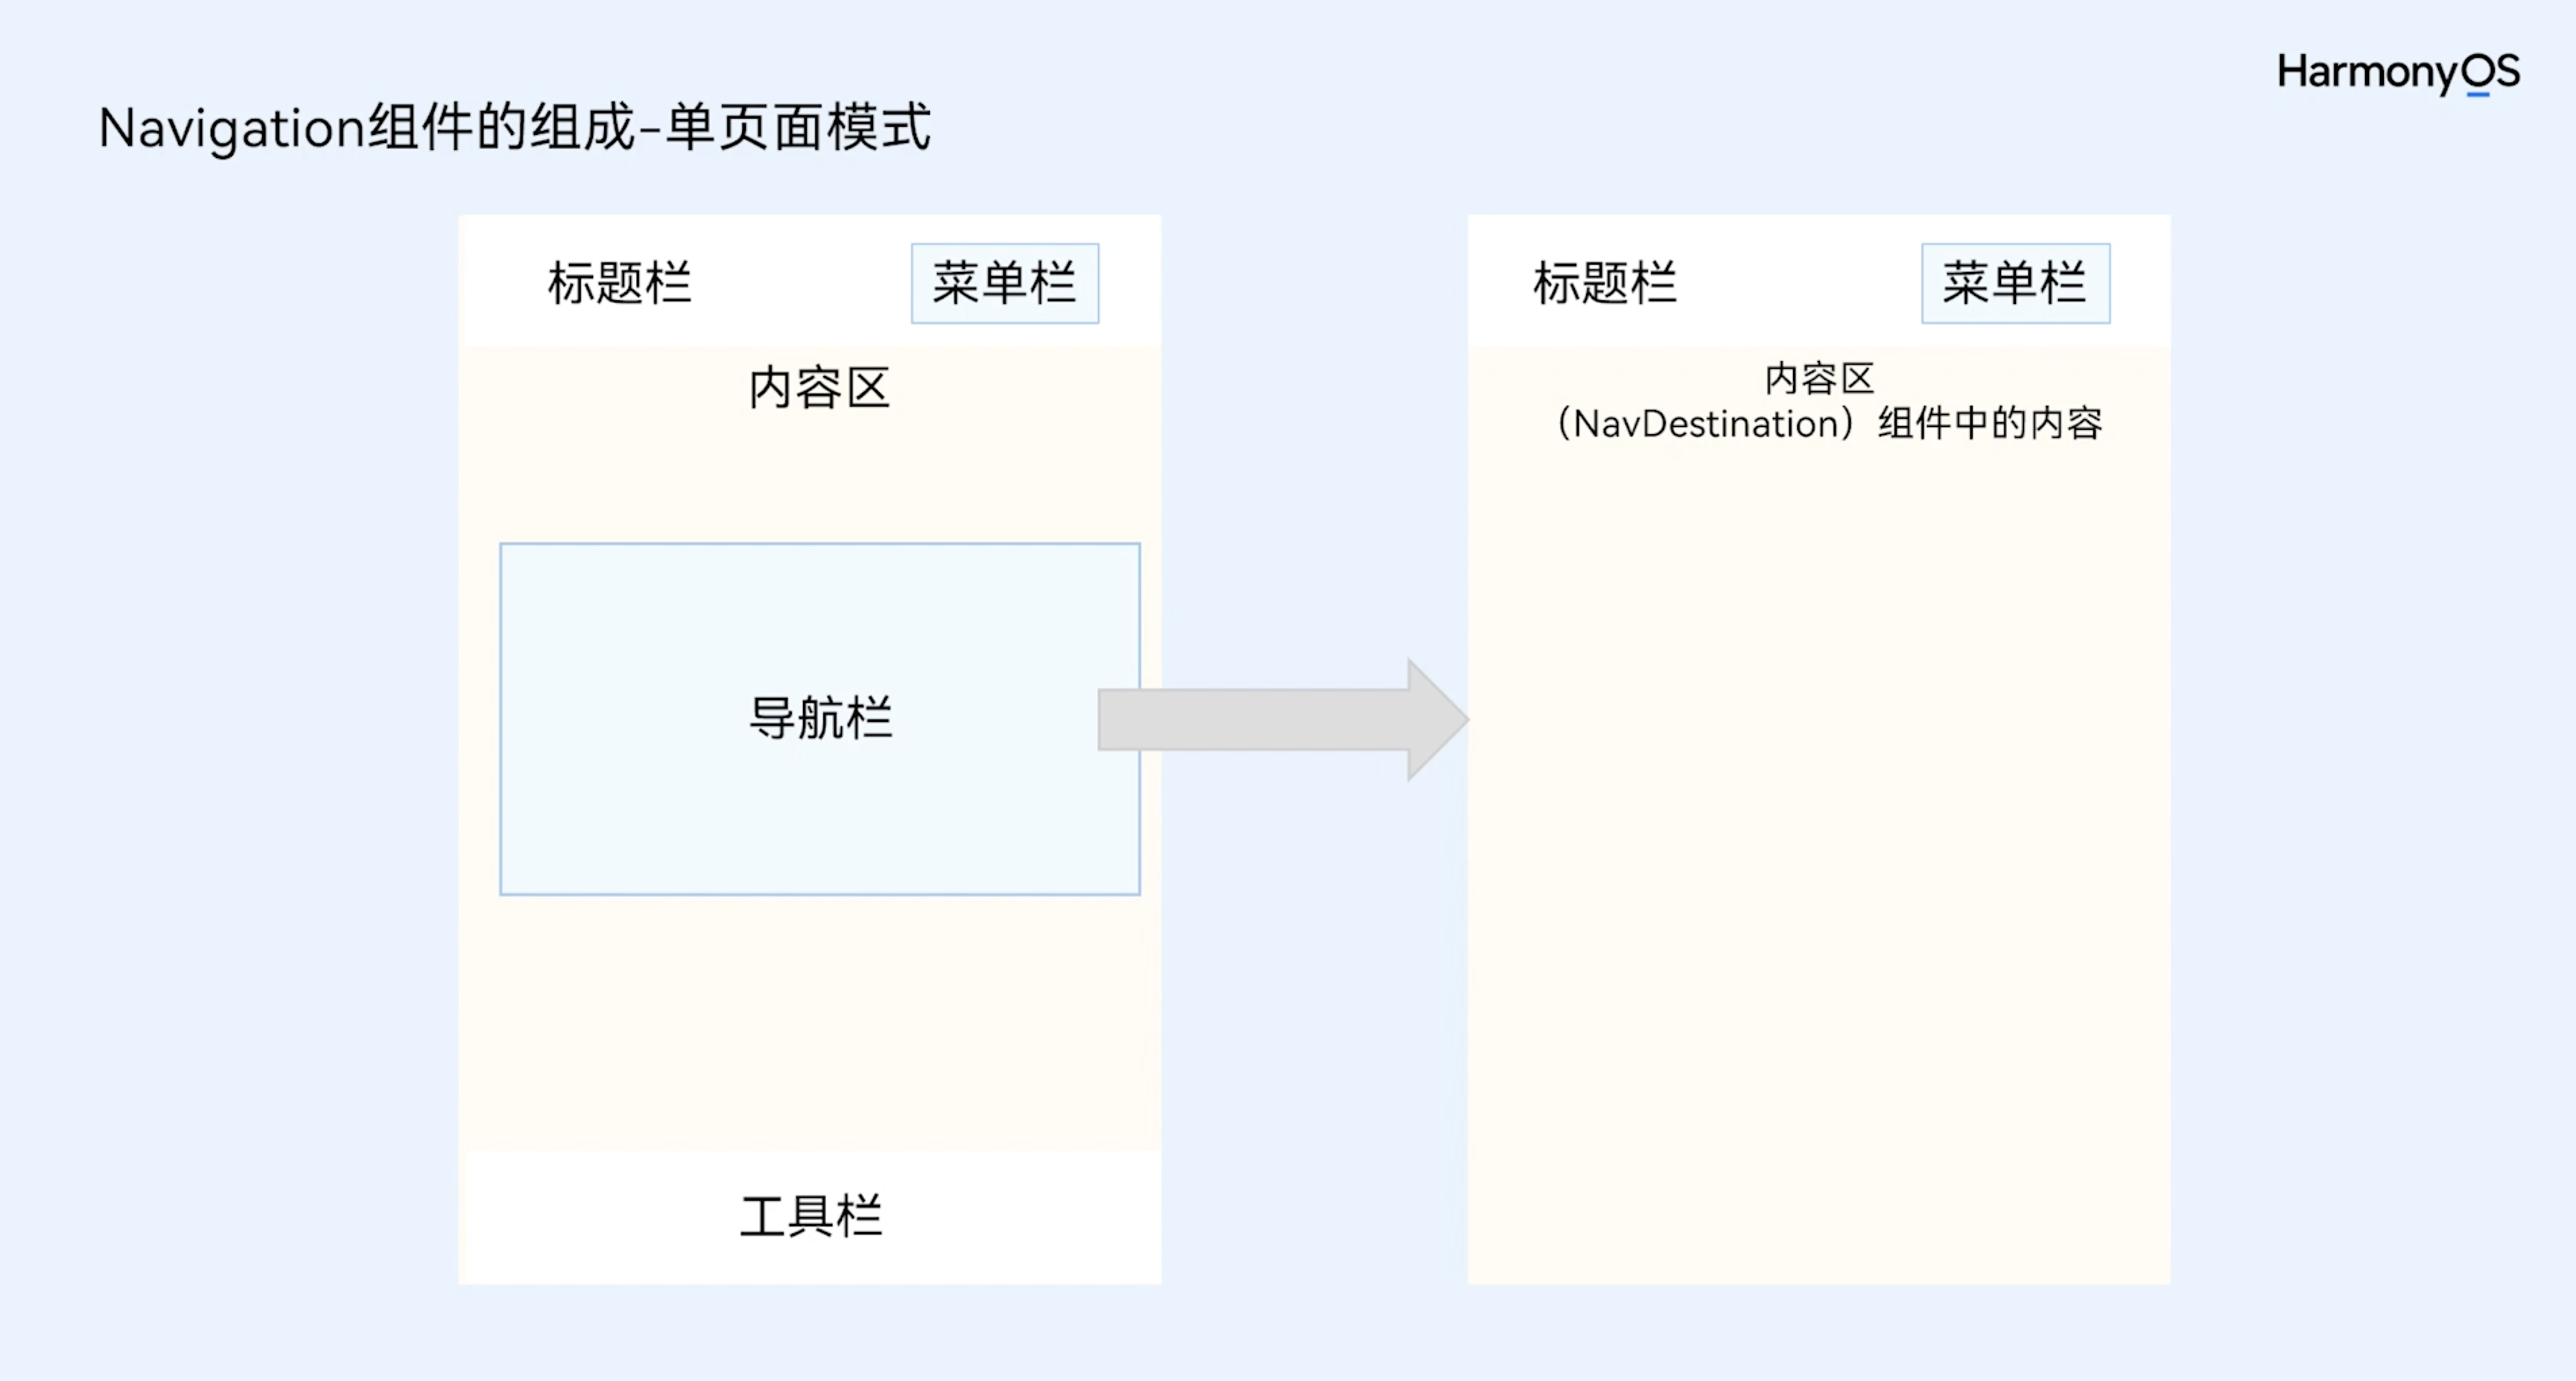 HarmonyOS
Navigation组件的组成-单页面模式
标题栏
菜单栏
内容区
导航栏
工具栏
标题栏
菜单栏
内容区
（NavDestination）组件中的内容